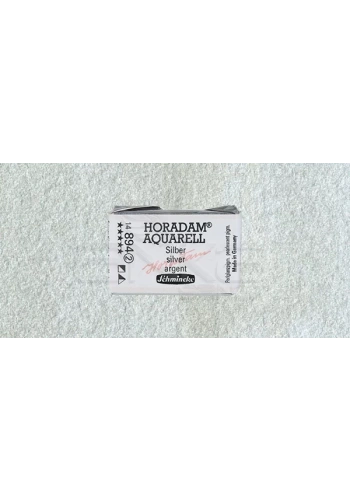 HORADAM®
AQUARELL
Silber
silver
argent
Schmincke
14 894 ②
★★★★★
Made in Germany